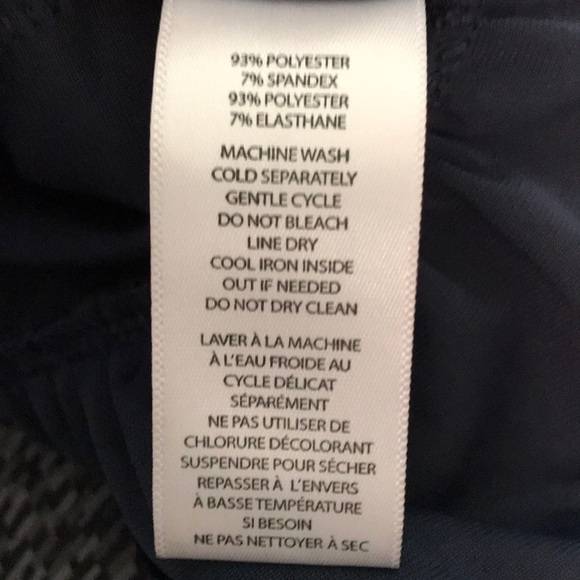 93% POLYESTER
7% SPANDEX
93% POLYESTER
7% ELASTHANE
MACHINE WASH
COLD SEPARATELY
GENTLE CYCLE
DO NOT BLEACH
LINE DRY
COOL IRON INSIDE
OUT IF NEEDED
DO NOT DRY CLEAN
LAVER À LA MACHINE
À L'EAU FROIDE AU
CYCLE DÉLICAT
SÉPARÉMENT
NE PAS UTILISER DE
CHLORURE DÉCOLORANT
SUSPENDRE POUR SÉCHER
REPASSER À L'ENVERS
À BASSE TEMPÉRATURE
SI BESOIN
NE PAS NETTOYER À SEC